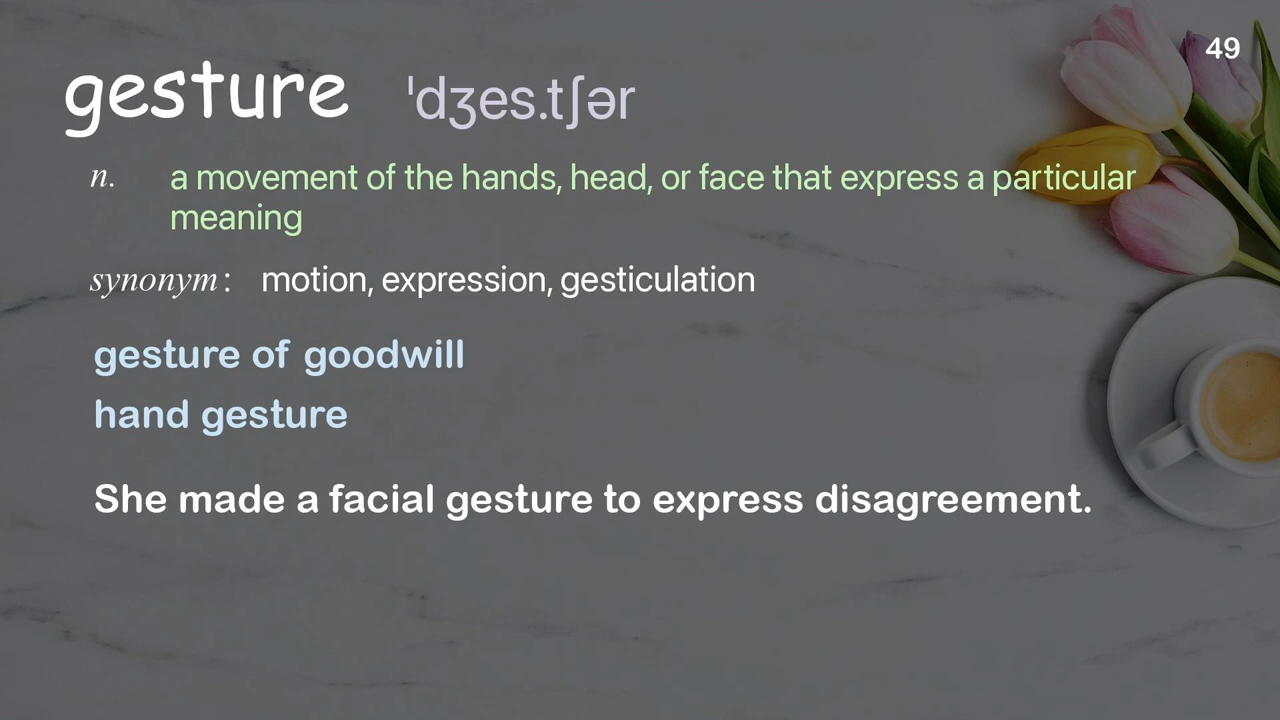 49
gesture ˈdʒes.tʃər
n. a movement of the hands, head, or face that express a particular
meaning
synonym: motion, expression, gesticulation
gesture of goodwill
hand gesture
She made a facial gesture to express disagreement.